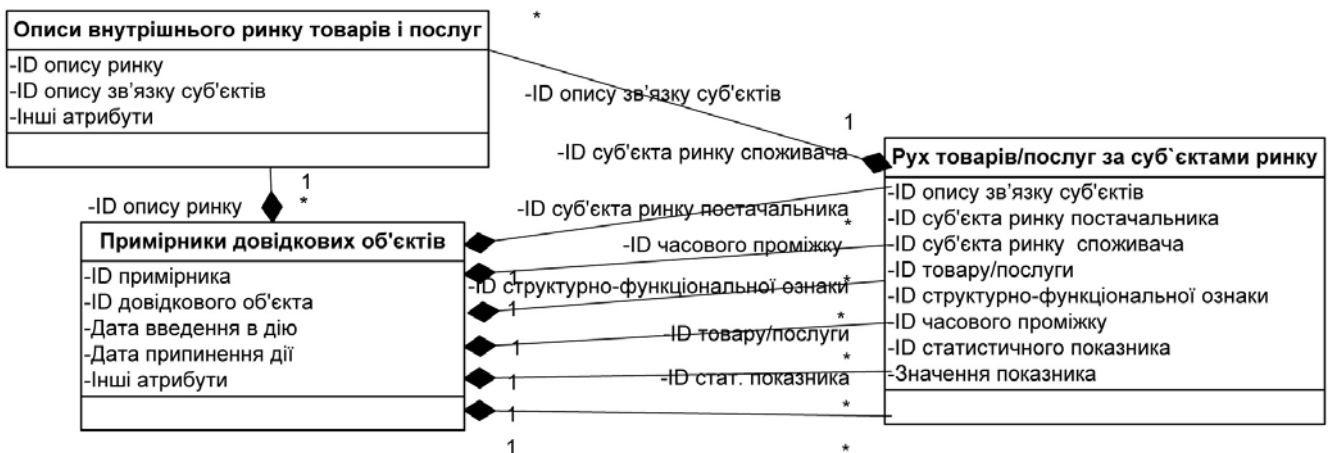 *
Описи внутрішнього ринку товарів і послуг
-ID опису ринку
-ID опису зв’язку суб'єктів
-Інші атрибути
-ID опису зв’язку суб'єктів
1
-ID суб'єкта ринку споживача
1
*
-ID опису ринку
-ID суб'єкта ринку постачальника
*
-ID часового проміжку
1
-ID структурно-функціональної ознаки
*
1
*
-ID товару/послуги
1
*
-ID стат. показника
1
*
1
1
*
Примірники довідкових об'єктів
-ID примірника
-ID довідкового об'єкта
-Дата введення в дію
-Дата припинення дії
-Інші атрибути
Рух товарів/послуг за суб`єктами ринку
-ID опису зв’язку суб'єктів
-ID суб'єкта ринку постачальника
-ID суб'єкта ринку споживача
-ID товару/послуги
-ID структурно-функціональної ознаки
-ID часового проміжку
-ID статистичного показника
-Значення показника